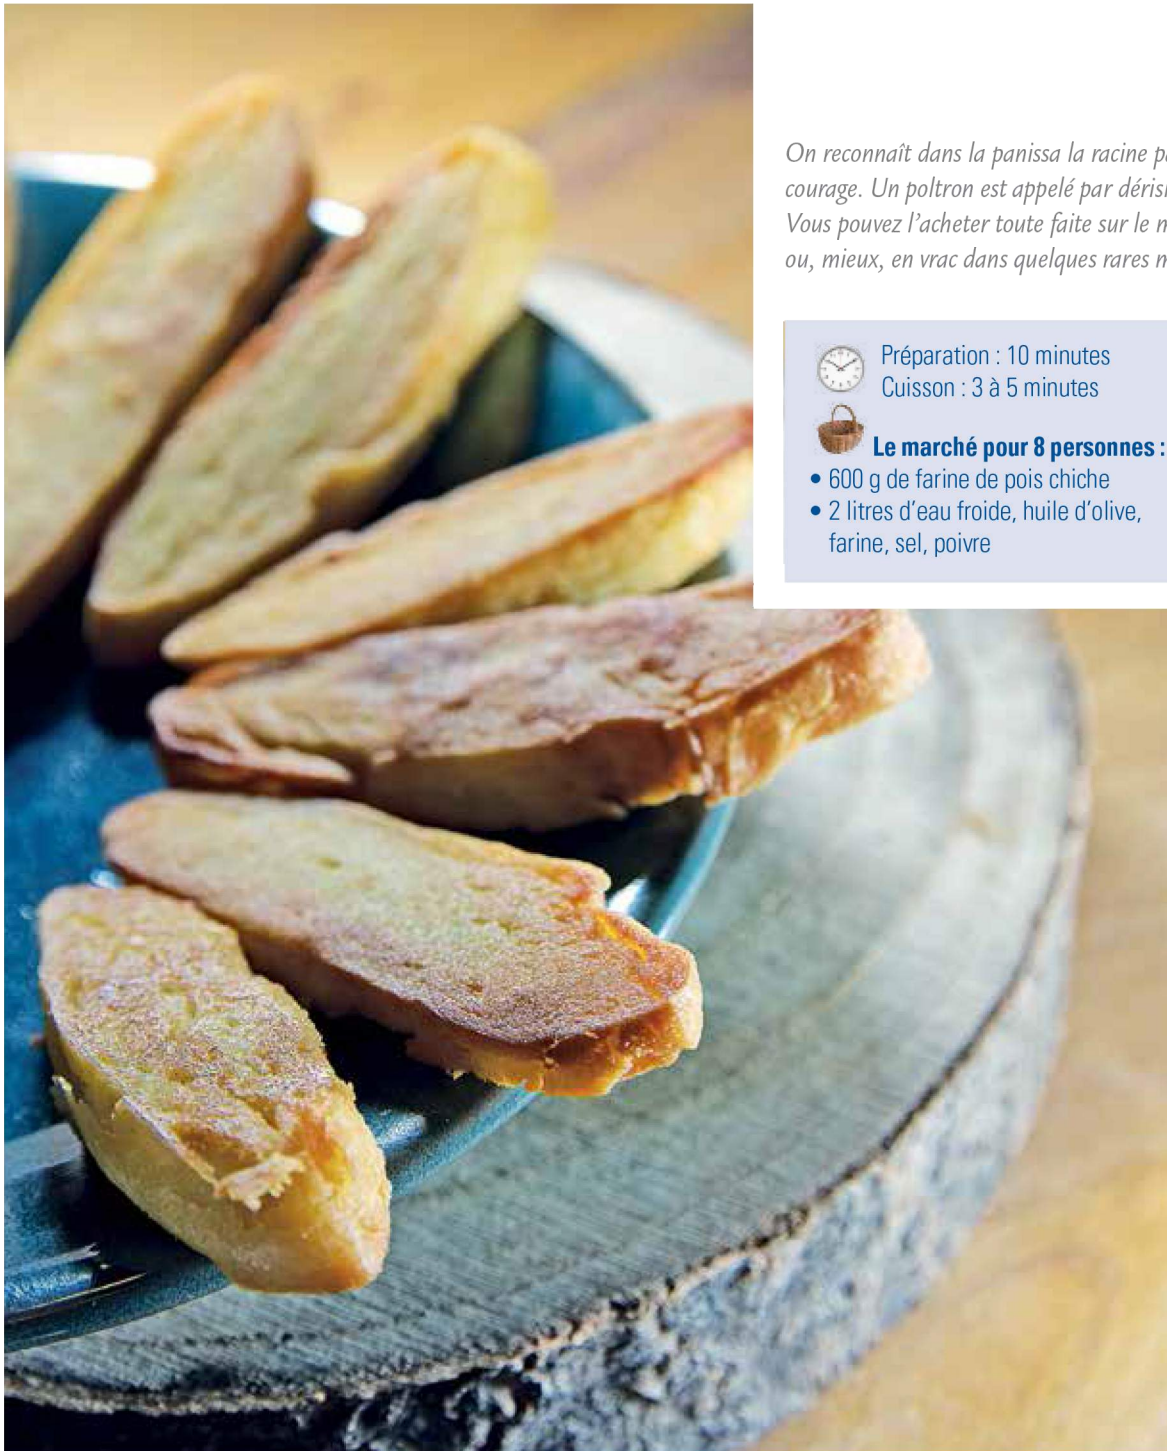 On reconnaît dans la panissa la racine
courage. Un poltron est appelé par
Vous pouvez l'acheter toute faite sur le
ou, mieux, en vrac dans quelques rares
Préparation : 10 minutes
Cuisson : 3 à 5 minutes
Le marché pour 8 personnes :
• 600 g de farine de pois chiche
• 2 litres d'eau froide, huile d'olive,
farine, sel, poivre